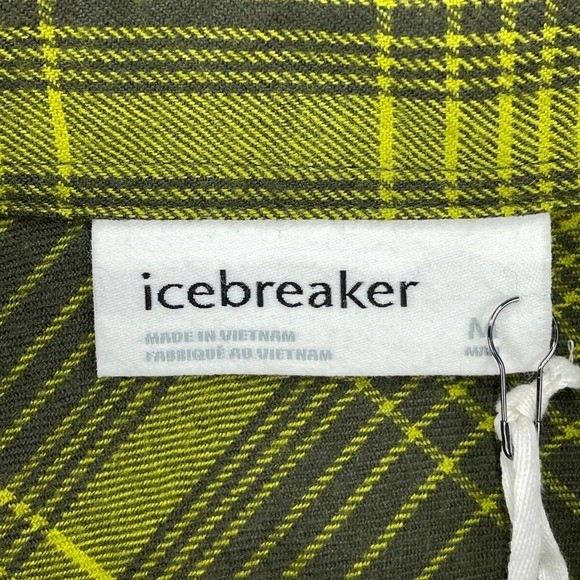 icebreaker
MADE IN VIETNAM
FABRIQUÉ AU VIETNAM
M